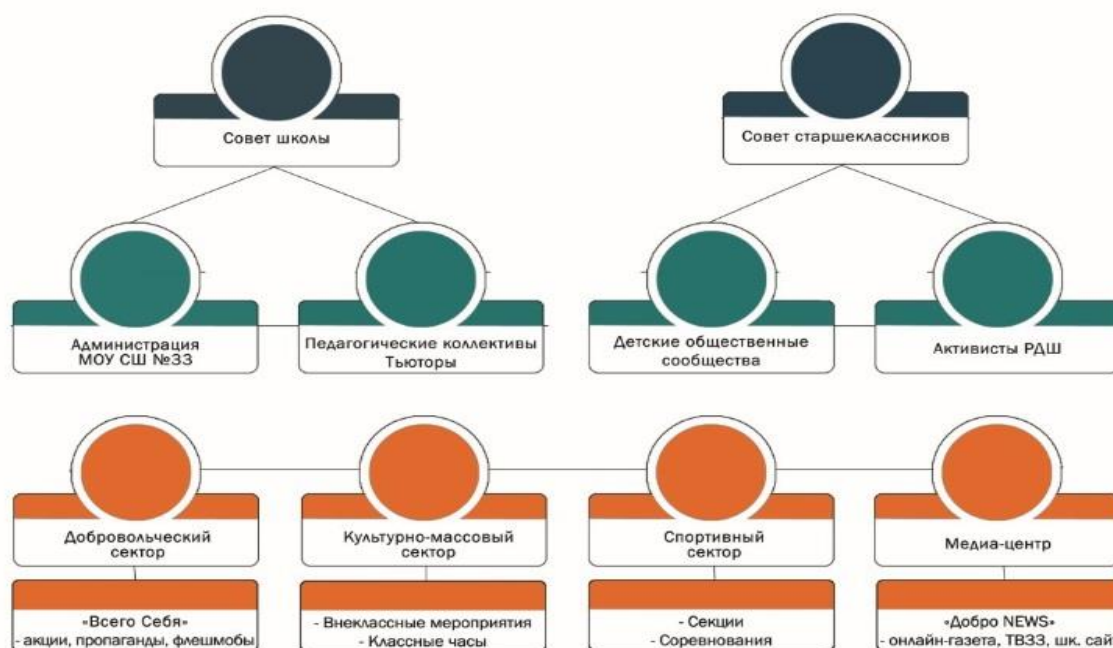 Совет школы
Совет старшеклассников
Администрация
МОУ СШ №33
Педагогические коллективы
Тьюторы
Детские общественные
сообщества
Активисты РДШ
Добровольческий
сектор
Культурно-массовый
сектор
Спортивный
сектор
Медиа-центр
«Всего Себя»
- акции, пропаганды, флешмобы
- Внеклассные мероприятия
- Классные часы
- Секции
- Соревнования
«Добро NEWS»
- онлайн-газета, ТВ33, шк. сайт